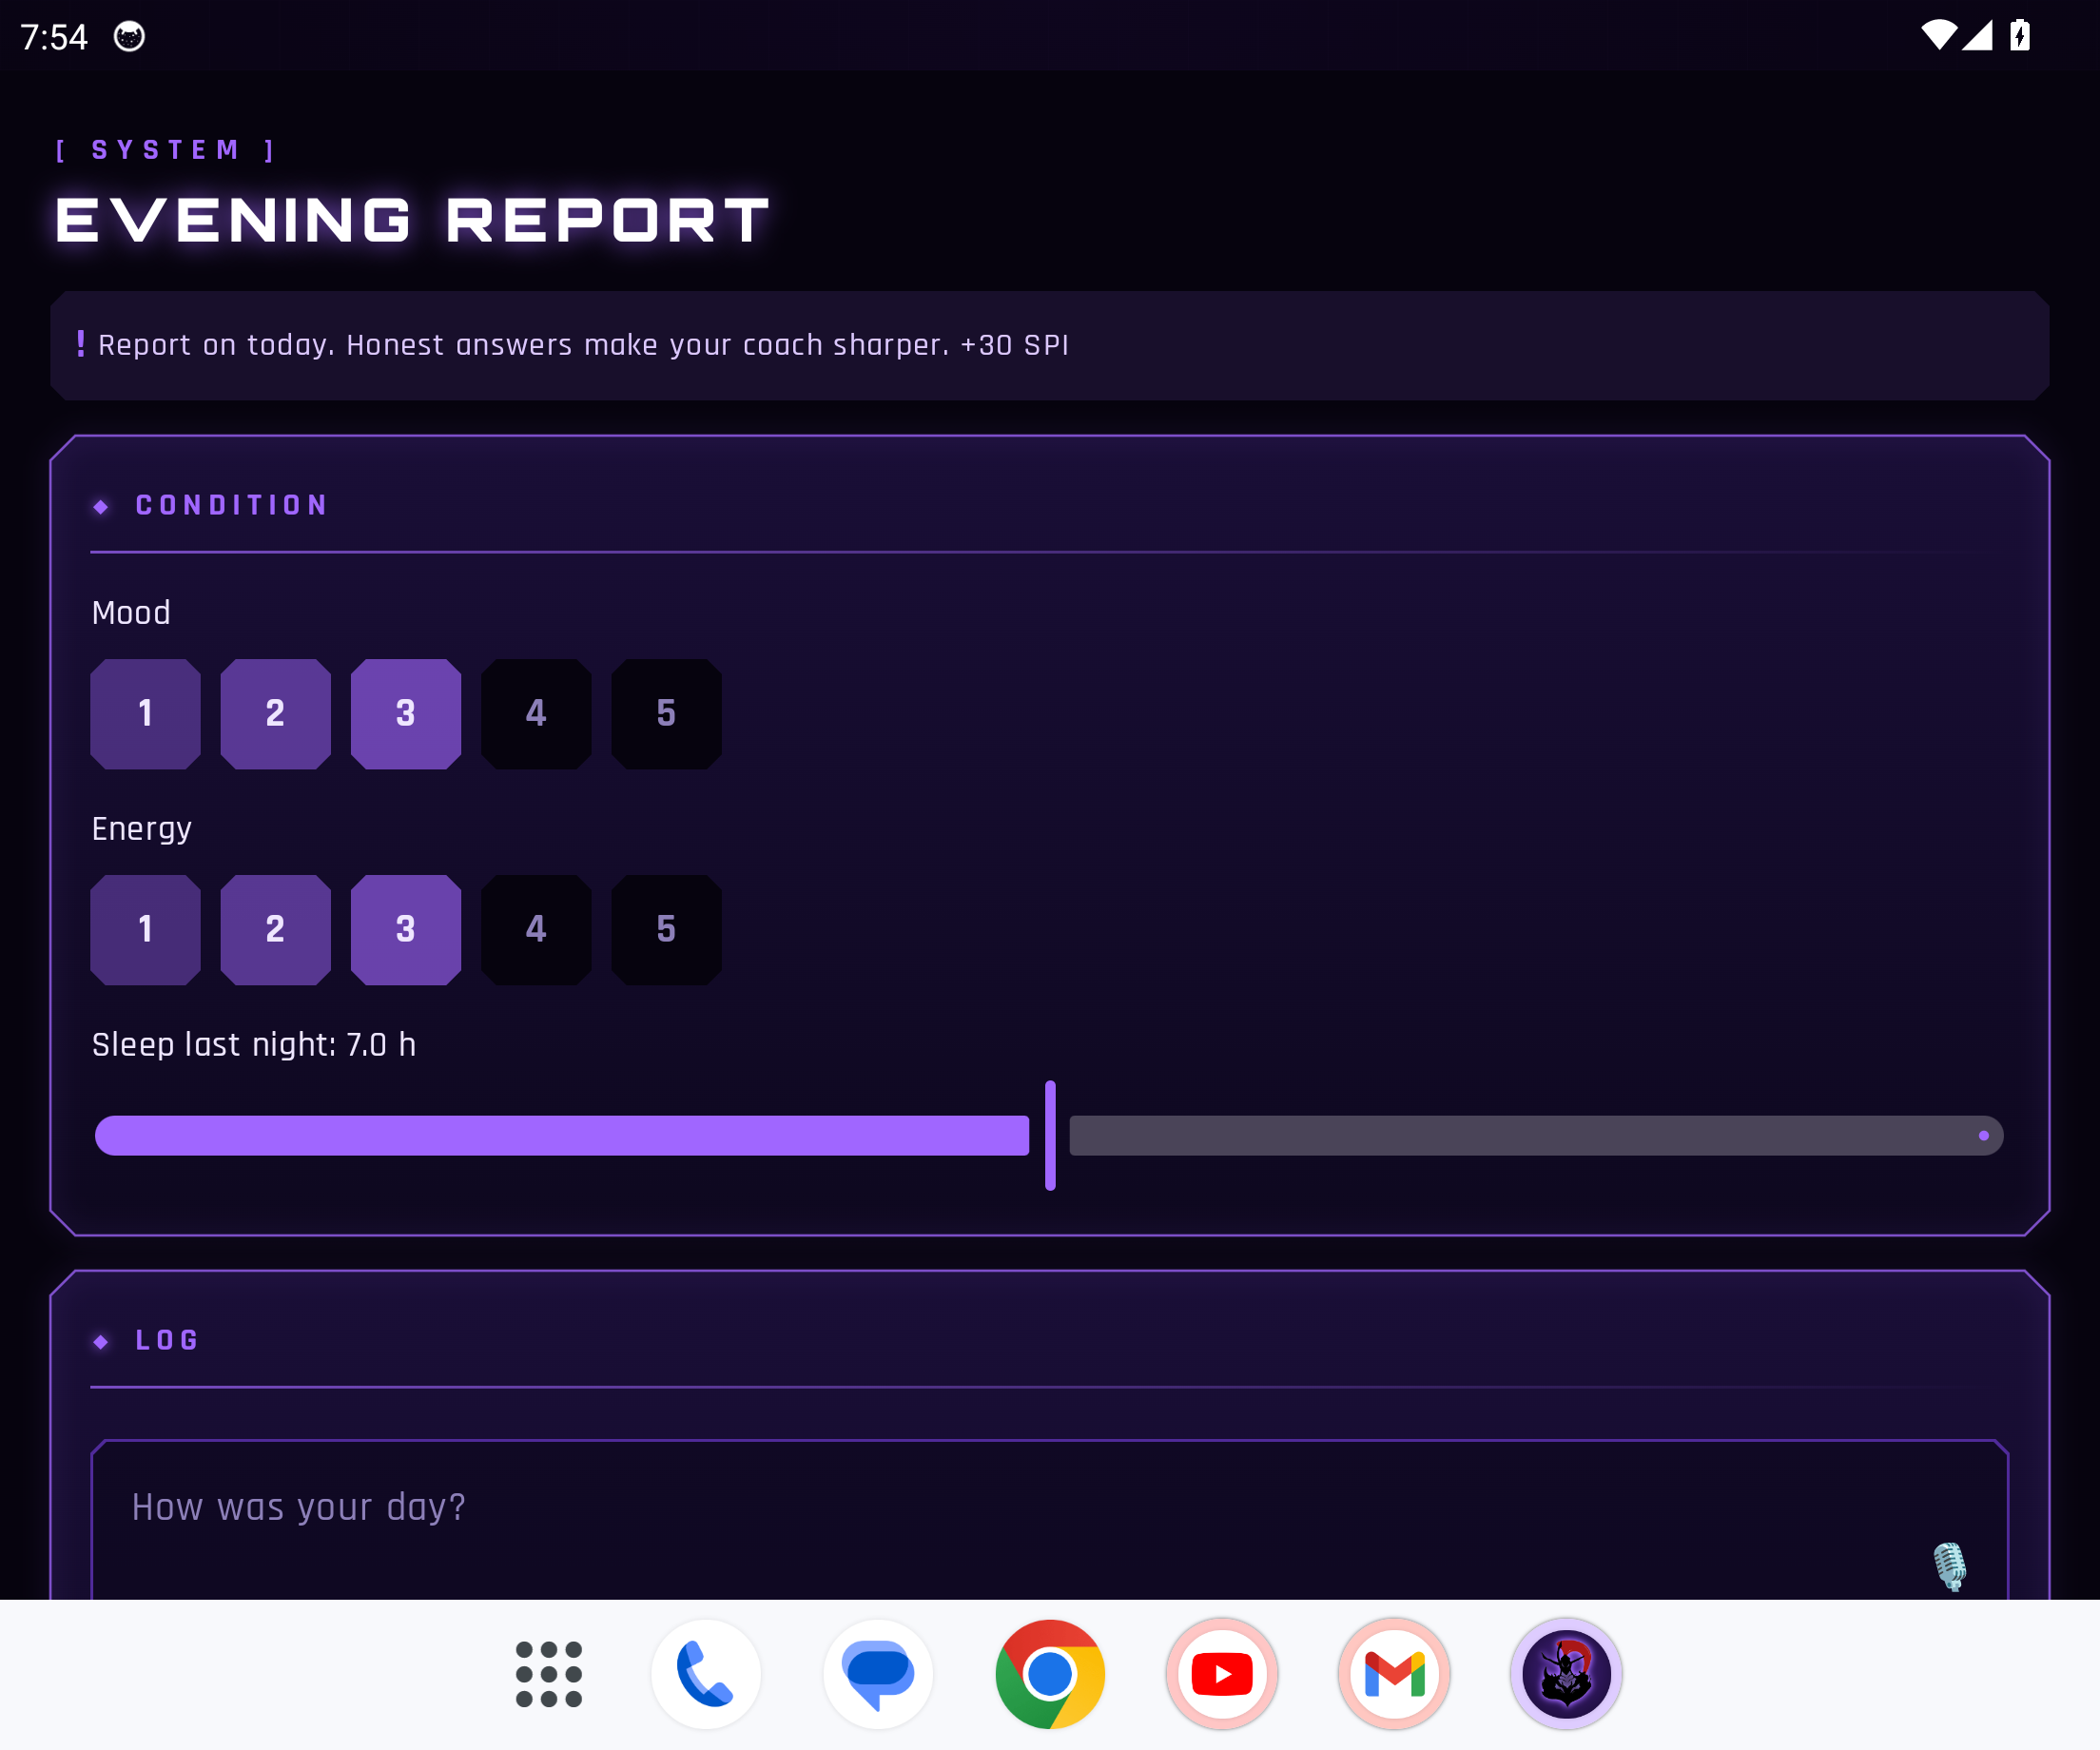 7:54
[ SYSTEM ]
EVENING REPORT
! Report on today. Honest answers make your coach sharper. +30 SPI
CONDITION
Mood
1 2 3 4 5
Energy
1 2 3 4 5
Sleep last night: 7.0 h
LOG
How was your day?